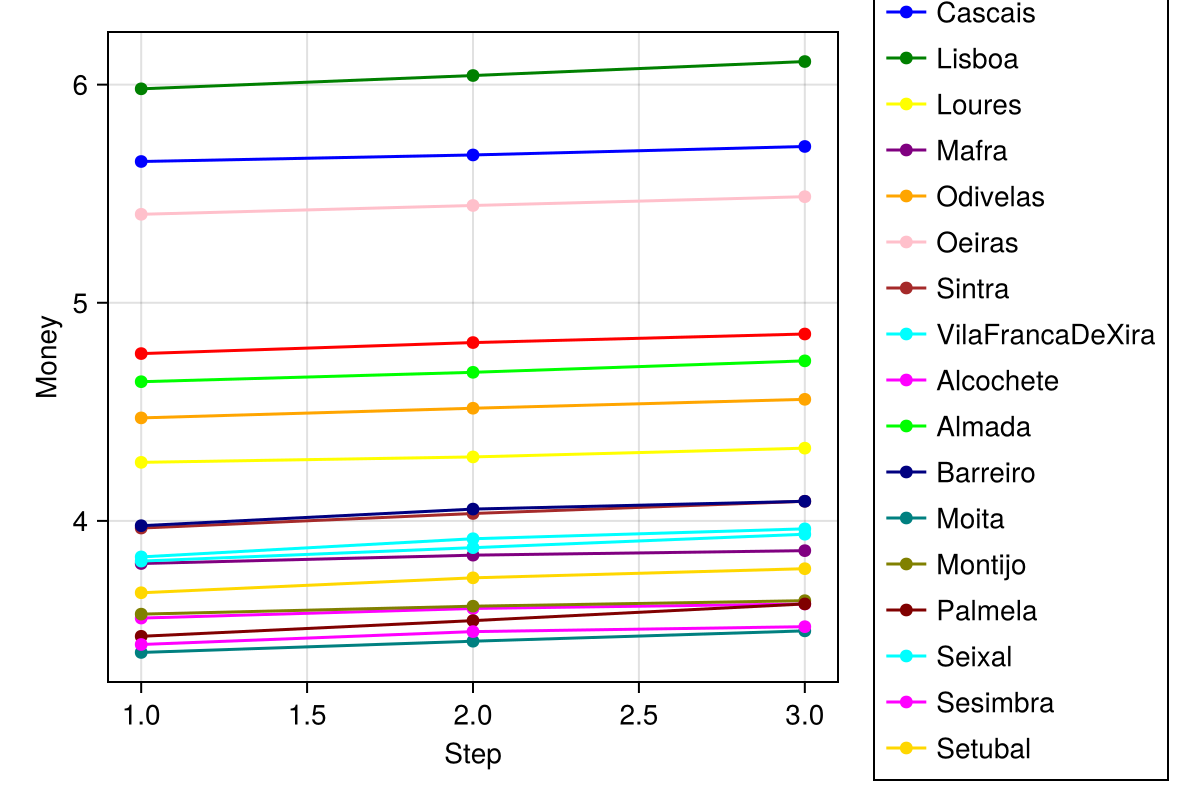 6
5
4
Money
1.0
1.5
2.0
2.5
3.0
Step
Cascais
Lisboa
Loures
Mafra
Odivelas
Oeiras
Sintra
VilaFrancaDeXira
Alcochete
Almada
Barreiro
Moita
Montijo
Palmela
Seixal
Sesimbra
Setubal